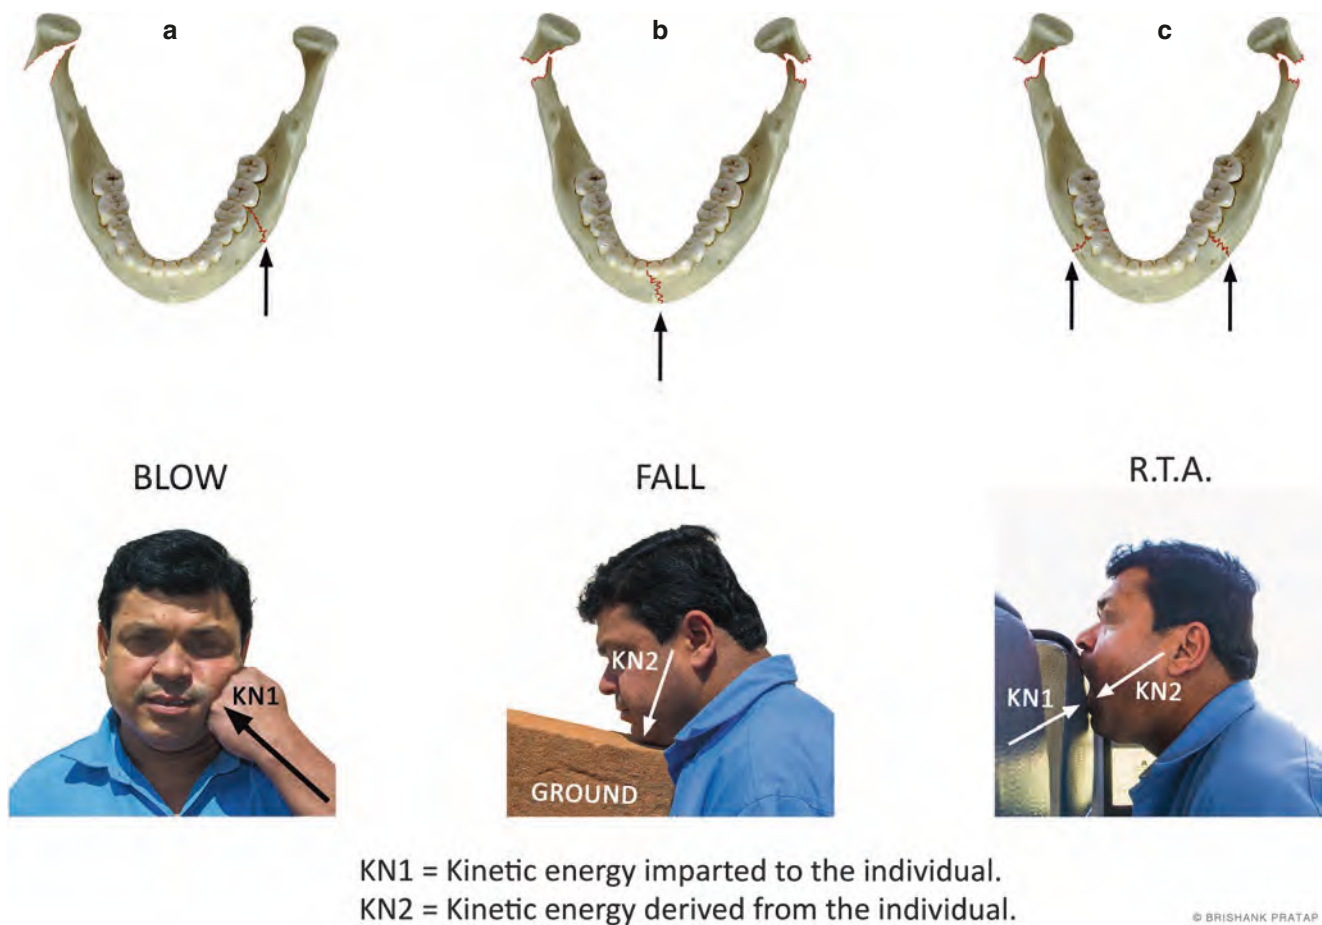 a
b
c
BLOW
FALL
R.T.A.
KN1
KN2
GROUND
KN1
KN2
KN1 = Kinetic energy imparted to the individual.
KN2 = Kinetic energy derived from the individual.
© BRISHANK PRATAP